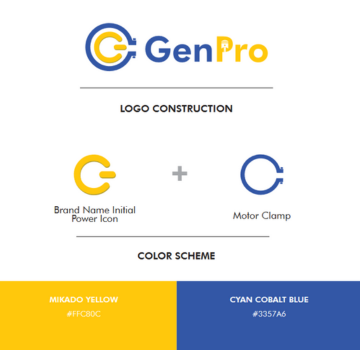 GenPro
LOGO CONSTRUCTION
Brand Name Initial
Power Icon
+
Motor Clamp
COLOR SCHEME
MIKADO YELLOW
#FFC80C
CYAN COBALT BLUE
#3357A6